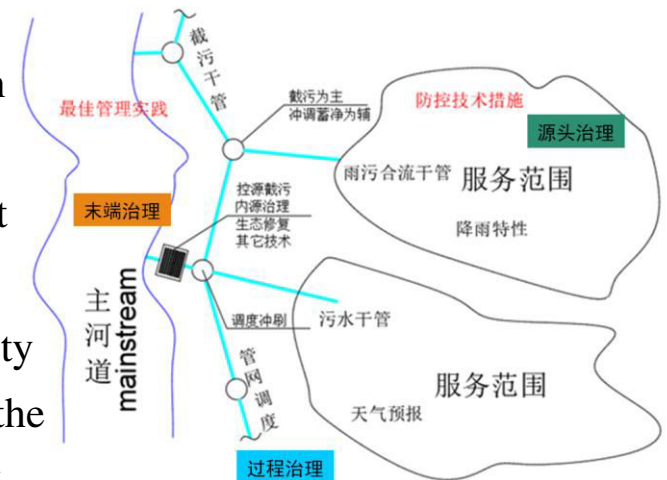 截污干管
最佳管理实践
截污为主
冲调蓄净为辅
防控技术措施
源头治理
雨污合流干管
服务范围
降雨特性
末端治理
控源截污
内源治理
生态修复
其它技术
主河道
mainstream
调度冲刷
污水干管
管网调度
服务范围
天气预报
过程治理
t
ty
the